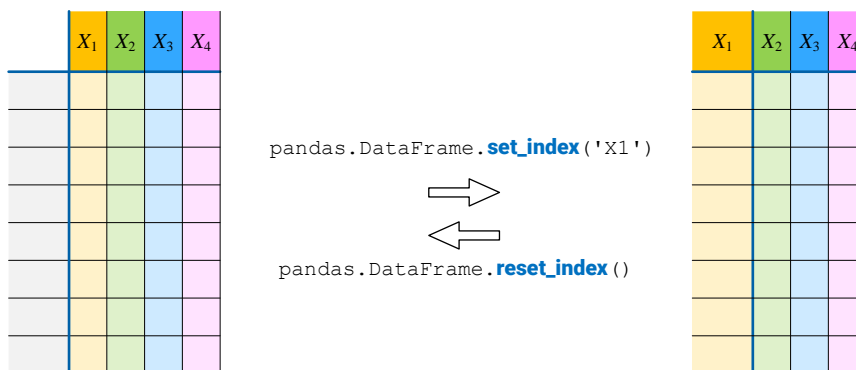 X1 X2 X3 X4
X1 X2 X3 X4
pandas.DataFrame.set_index('X1')
pandas.DataFrame.reset_index()